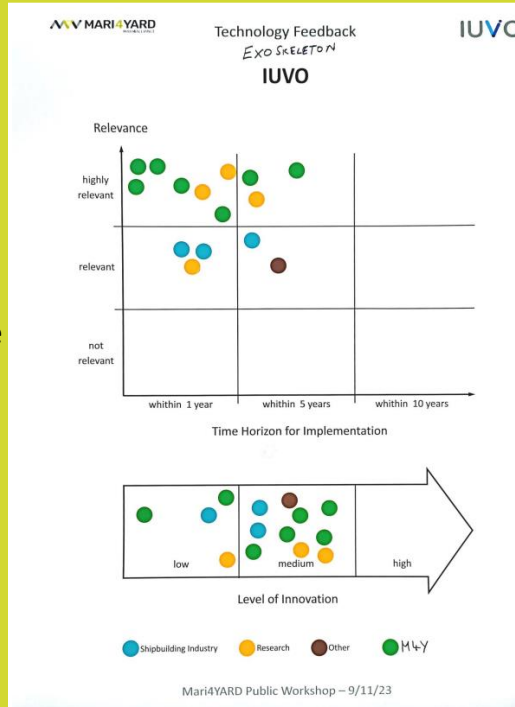 MARI4YARD
Technology Feedback
EXOSKELETON
IUVO
IUVO
Relevance
highly
relevant
relevant
not
relevant
whithin 1 year
whithin 5 years
whithin 10 years
Time Horizon for Implementation
low
medium
high
Level of Innovation
Shipbuilding Industry
Research
Other
M4Y
Mari4YARD Public Workshop – 9/11/23